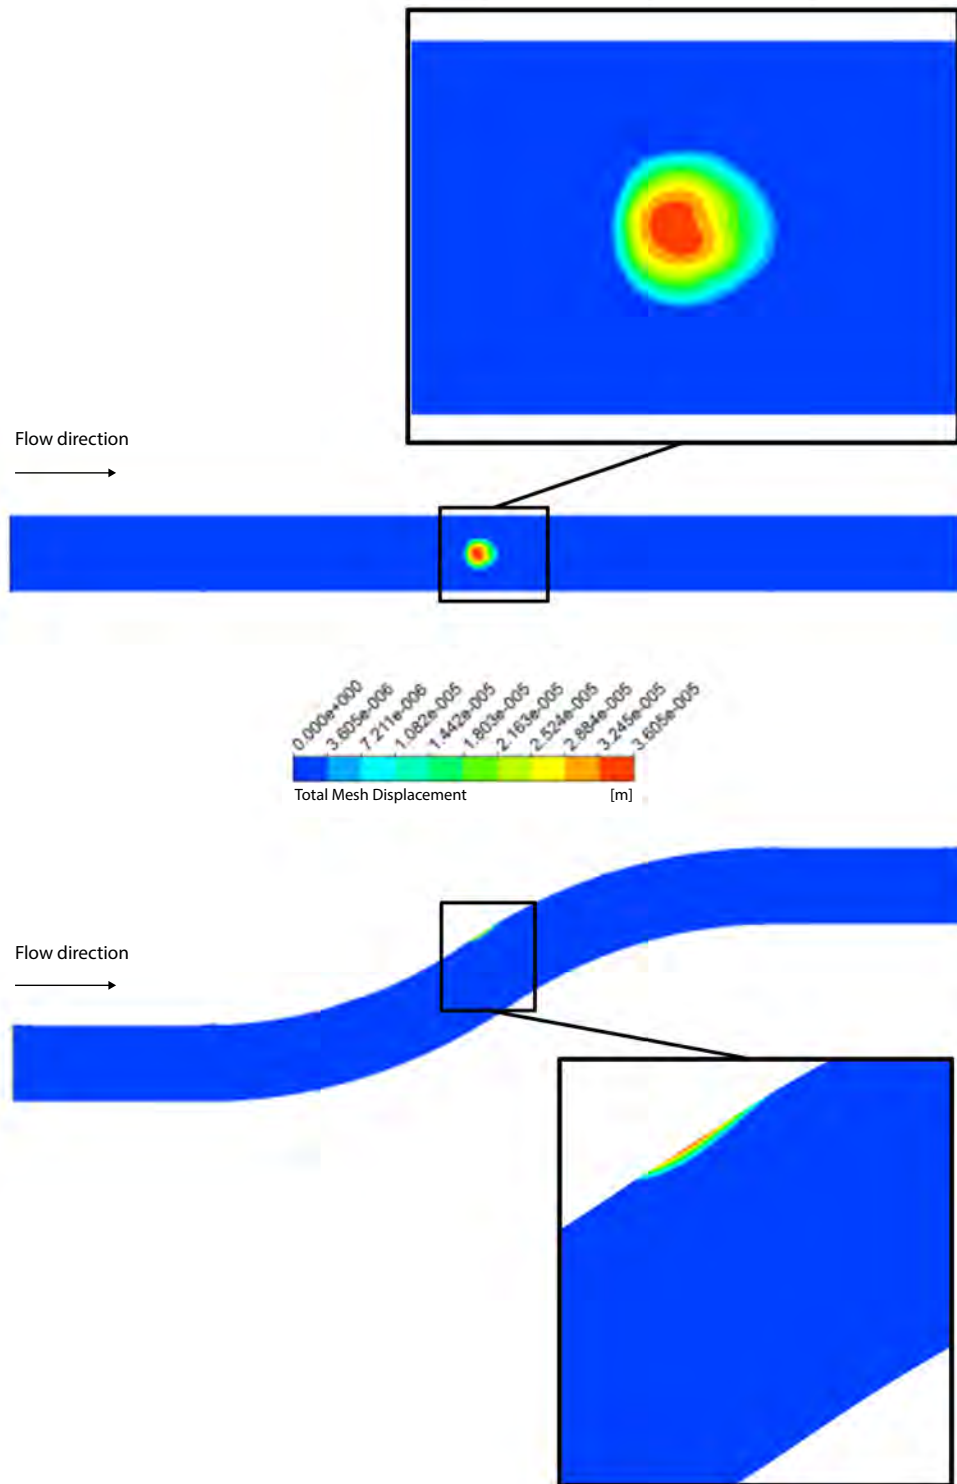 Flow direction
0.000e+000
3.605e-006
7.211e-006
1.082e-005
1.442e-005
1.803e-005
2.163e-005
2.524e-005
2.884e-005
3.245e-005
3.605e-005
Total Mesh Displacement [m]
Flow direction